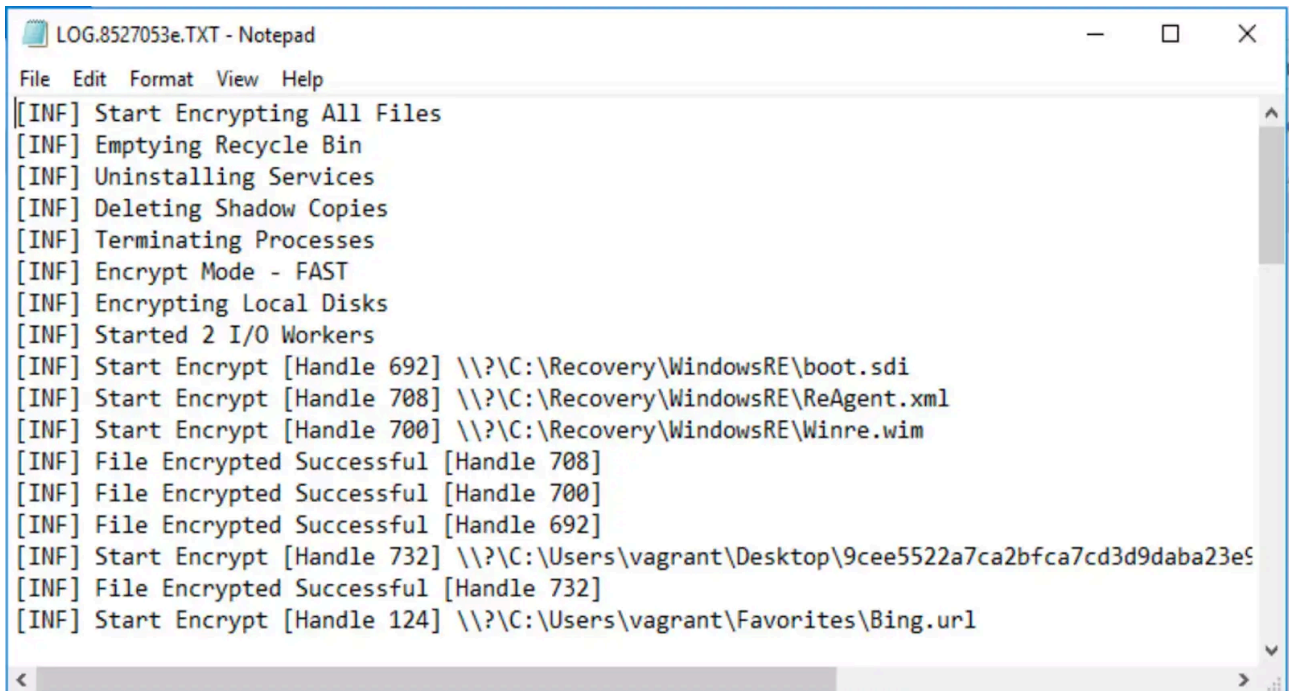 LOG.8527053e.TXT - Notepad
File Edit Format View Help
[INF] Start Encrypting All Files
[INF] Emptying Recycle Bin
[INF] Uninstalling Services
[INF] Deleting Shadow Copies
[INF] Terminating Processes
[INF] Encrypt Mode - FAST
[INF] Encrypting Local Disks
[INF] Started 2 I/O Workers
[INF] Start Encrypt [Handle 692] \\?\C:\Recovery\WindowsRE\boot.sdi
[INF] Start Encrypt [Handle 708] \\?\C:\Recovery\WindowsRE\ReAgent.xml
[INF] Start Encrypt [Handle 700] \\?\C:\Recovery\WindowsRE\Winre.wim
[INF] File Encrypted Successful [Handle 708]
[INF] File Encrypted Successful [Handle 700]
[INF] File Encrypted Successful [Handle 692]
[INF] Start Encrypt [Handle 732] \\?\C:\Users\vagrant\Desktop\9cee5522a7ca2bfca7cd3d9daba23e9
[INF] File Encrypted Successful [Handle 732]
[INF] Start Encrypt [Handle 124] \\?\C:\Users\vagrant\Favorites\Bing.url